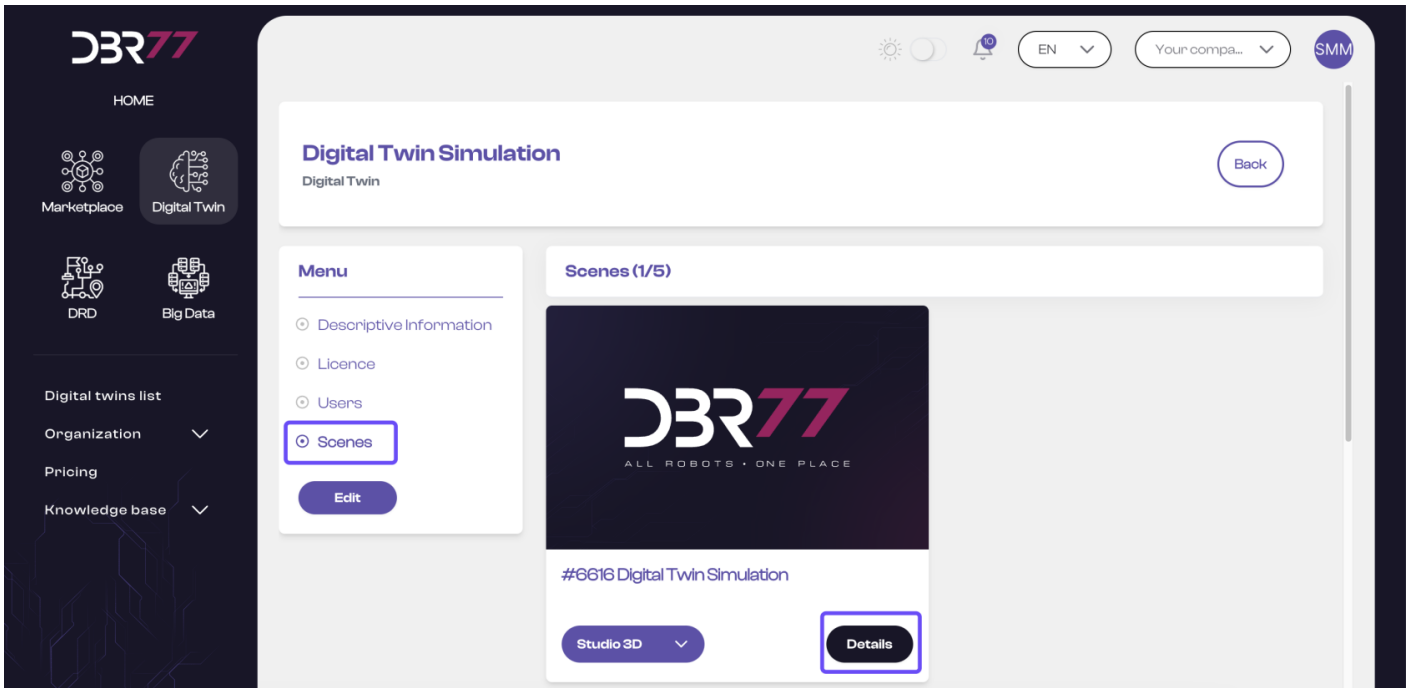 DBR77
HOME
Marketplace
Digital Twin
DRD
Big Data
Digital twins list
Organization
Pricing
Knowledge base
10
EN
Your compa...
SMM
Digital Twin Simulation
Digital Twin
Back
Menu
Descriptive Information
Licence
Users
Scenes
Edit
Scenes (1/5)
DBR77
ALL ROBOTS • ONE PLACE
#6616 Digital Twin Simulation
Studio 3D
Details